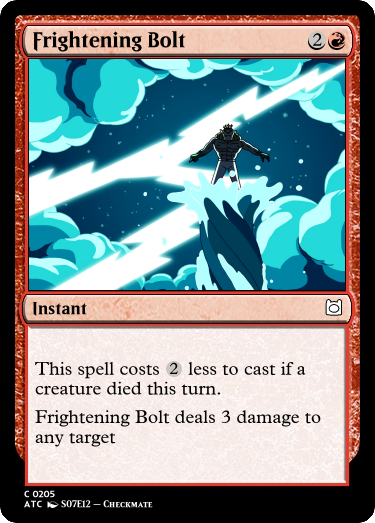 Frightening Bolt 2
Instant
This spell costs 2 less to cast if a
creature died this turn.
Frightening Bolt deals 3 damage to
any target
C 0205
ATC S07E12 – Checkmate